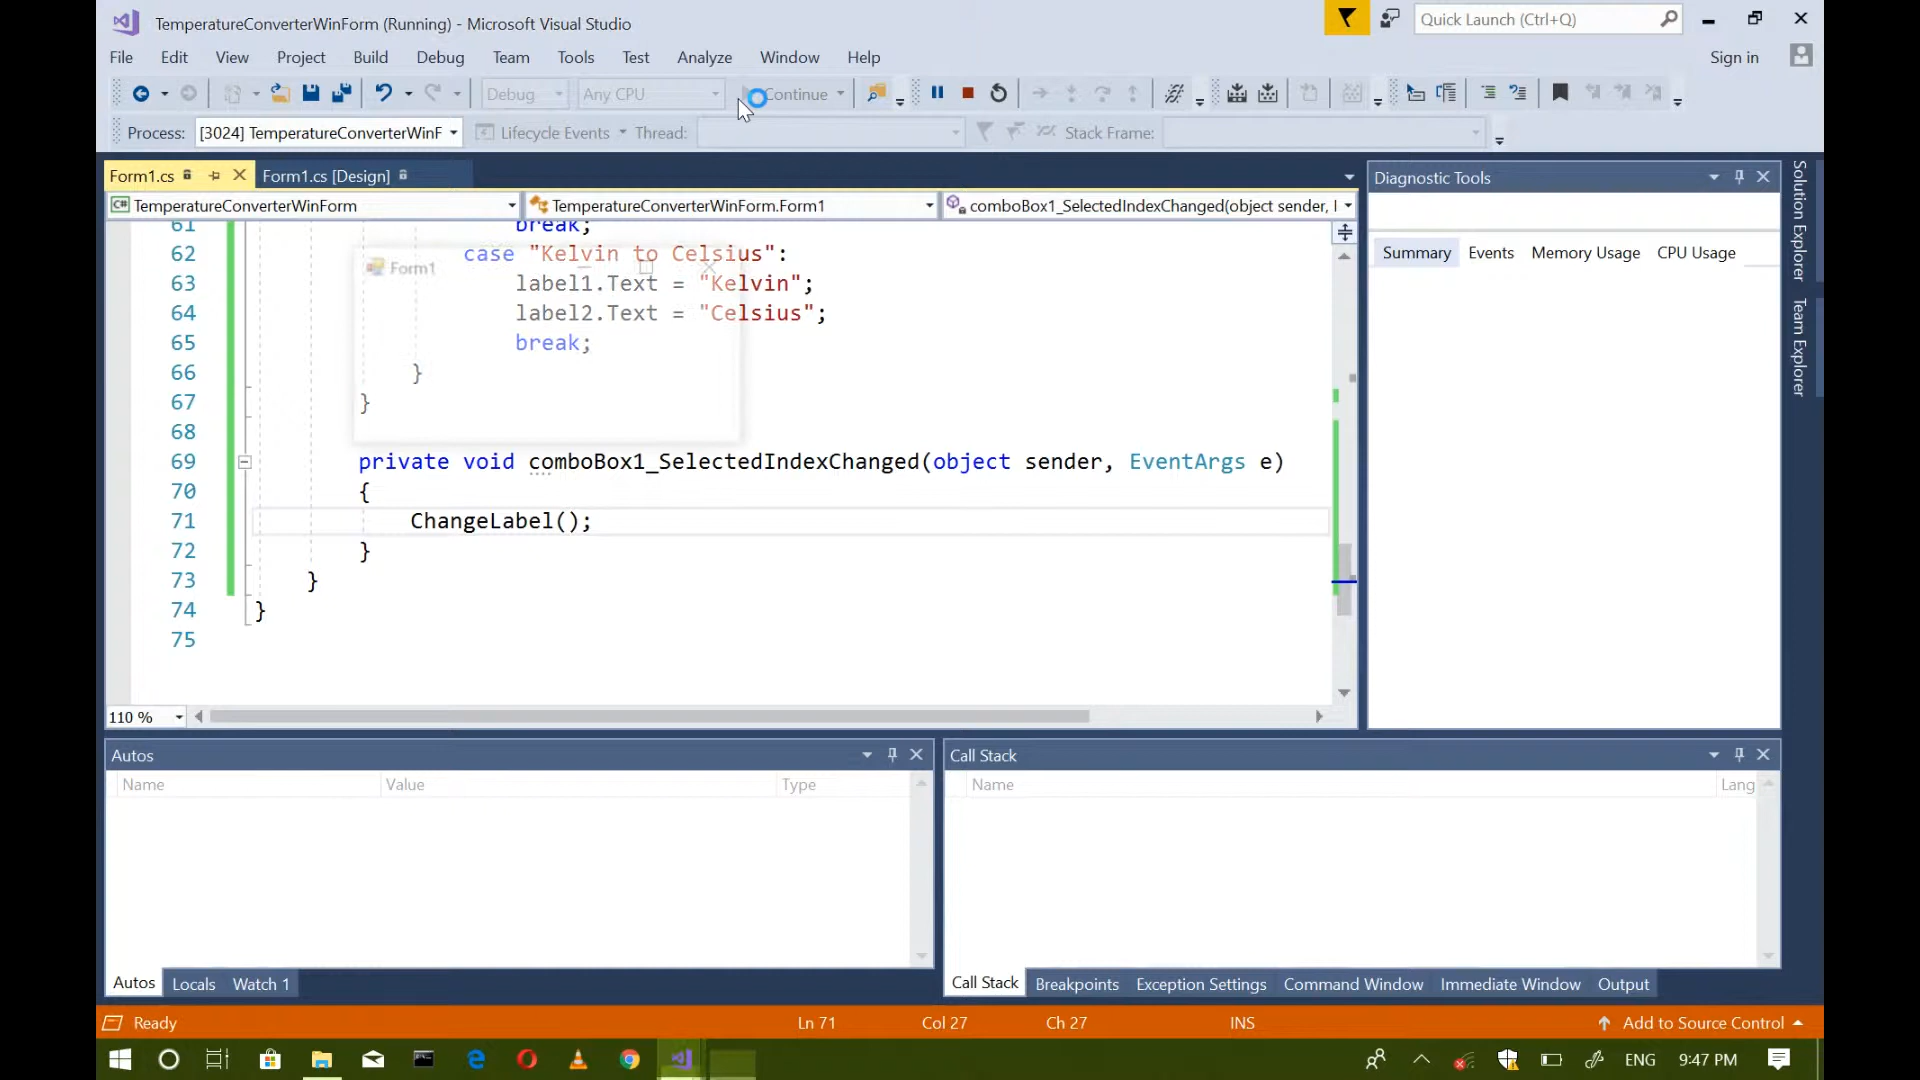 TemperatureConverterWinForm (Running) - Microsoft Visual Studio
Quick Launch (Ctrl+Q)
File Edit View Project Build Debug Team Tools Test Analyze Window Help
Sign in
Debug Any CPU Continue
Process: [3024] TemperatureConverterWinF Lifecycle Events Thread: Stack Frame:
Form1.cs Form1.cs [Design]
TemperatureConverterWinForm TemperatureConverterWinForm.Form1 comboBox1_SelectedIndexChanged(object sender,
61 break;
62 case "Kelvin to Celsius":
Form1
63 label1.Text = "Kelvin";
64 label2.Text = "Celsius";
65 break;
66 }
67 }
68
69 private void comboBox1_SelectedIndexChanged(object sender, EventArgs e)
70 {
71 ChangeLabel();
72 }
73 }
74 }
75
110 %
Diagnostic Tools
Summary Events Memory Usage CPU Usage
Solution Explorer
Team Explorer
Autos
Name Value Type
Autos Locals Watch 1
Call Stack
Name Lang
Call Stack Breakpoints Exception Settings Command Window Immediate Window Output
Ready Ln 71 Col 27 Ch 27 INS Add to Source Control
ENG 9:47 PM